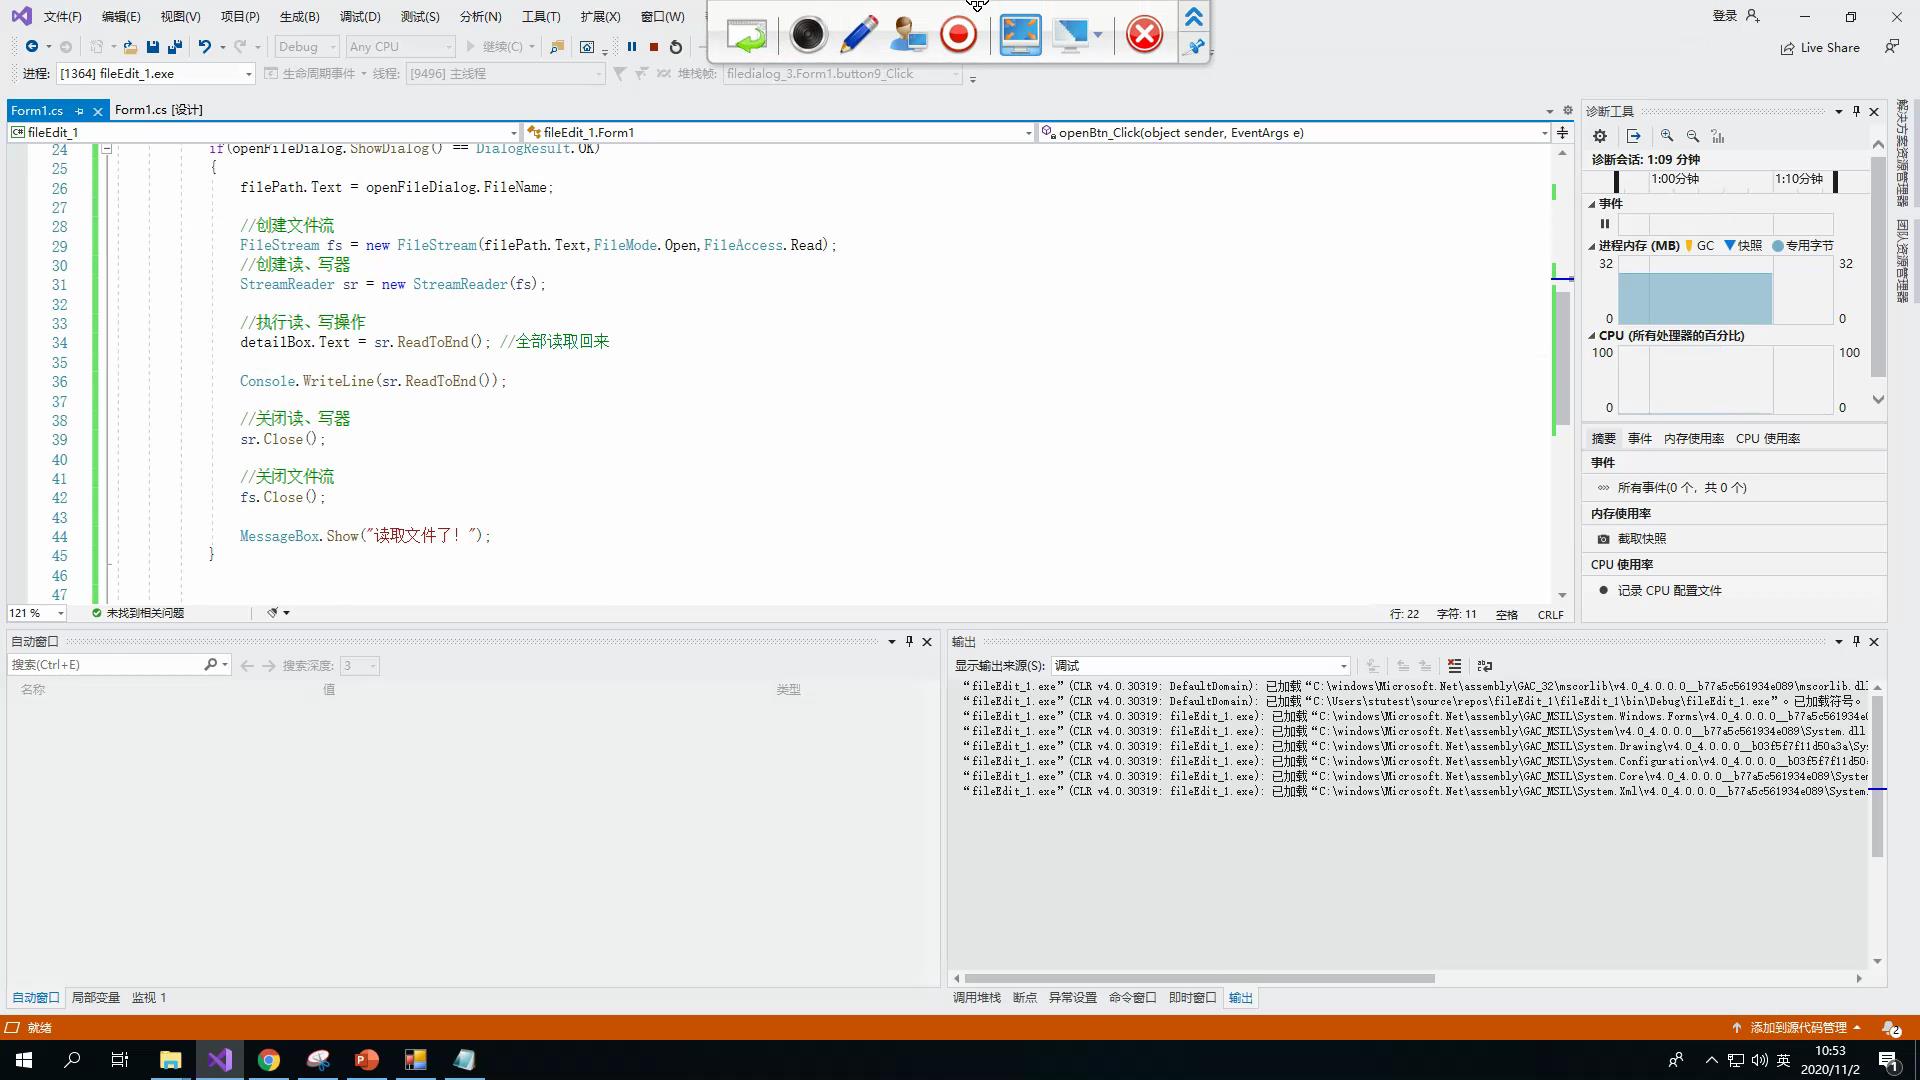 文件(F) 编辑(E) 视图(V) 项目(P) 生成(B) 调试(D) 测试(S) 分析(N) 工具(T) 扩展(X) 窗口(W) 登录
Debug Any CPU 继续(C) Live Share
进程: [1364] fileEdit_1.exe 生命周期事件 线程: [9496] 主线程 堆栈帧: filedialog_3.Form1.button9_Click
Form1.cs Form1.cs [设计]
fileEdit_1 fileEdit_1.Form1 openBtn_Click(object sender, EventArgs e)
24 if(openFileDialog.ShowDialog() == DialogResult.OK)
25 {
26 filePath.Text = openFileDialog.FileName;
27
28 //创建文件流
29 FileStream fs = new FileStream(filePath.Text,FileMode.Open,FileAccess.Read);
30 //创建读、写器
31 StreamReader sr = new StreamReader(fs);
32
33 //执行读、写操作
34 detailBox.Text = sr.ReadToEnd(); //全部读取回来
35
36 Console.WriteLine(sr.ReadToEnd());
37
38 //关闭读、写器
39 sr.Close();
40
41 //关闭文件流
42 fs.Close();
43
44 MessageBox.Show("读取文件了! ");
45 }
46
47
121 % 未找到相关问题 行: 22 字符: 11 空格 CRLF
诊断工具
诊断会话: 1:09 分钟
1:00分钟 1:10分钟
事件
进程内存 (MB) GC 快照 专用字节
32 32
0 0
CPU (所有处理器的百分比)
100 100
0 0
摘要 事件 内存使用率 CPU 使用率
事件
所有事件(0 个，共 0 个)
内存使用率
截取快照
CPU 使用率
记录 CPU 配置文件
解决方案资源管理器
团队资源管理器
自动窗口
搜索(Ctrl+E) 搜索深度: 3
名称 值 类型
自动窗口 局部变量 监视 1
输出
显示输出来源(S): 调试
“fileEdit_1.exe”(CLR v4.0.30319: DefaultDomain): 已加载“C:\windows\Microsoft.Net\assembly\GAC_32\mscorlib\v4.0_4.0.0.0__b77a5c561934e089\mscorlib.dll
“fileEdit_1.exe”(CLR v4.0.30319: DefaultDomain): 已加载“C:\Users\stutest\source\repos\fileEdit_1\fileEdit_1\bin\Debug\fileEdit_1.exe”。已加载符号。
“fileEdit_1.exe”(CLR v4.0.30319: fileEdit_1.exe): 已加载“C:\windows\Microsoft.Net\assembly\GAC_MSIL\System.Windows.Forms\v4.0_4.0.0.0__b77a5c561934e0
“fileEdit_1.exe”(CLR v4.0.30319: fileEdit_1.exe): 已加载“C:\windows\Microsoft.Net\assembly\GAC_MSIL\System\v4.0_4.0.0.0__b77a5c561934e089\System.dll
“fileEdit_1.exe”(CLR v4.0.30319: fileEdit_1.exe): 已加载“C:\windows\Microsoft.Net\assembly\GAC_MSIL\System.Drawing\v4.0_4.0.0.0__b03f5f7f11d50a3a\Sy
“fileEdit_1.exe”(CLR v4.0.30319: fileEdit_1.exe): 已加载“C:\windows\Microsoft.Net\assembly\GAC_MSIL\System.Configuration\v4.0_4.0.0.0__b03f5f7f11d50
“fileEdit_1.exe”(CLR v4.0.30319: fileEdit_1.exe): 已加载“C:\windows\Microsoft.Net\assembly\GAC_MSIL\System.Core\v4.0_4.0.0.0__b77a5c561934e089\System
“fileEdit_1.exe”(CLR v4.0.30319: fileEdit_1.exe): 已加载“C:\windows\Microsoft.Net\assembly\GAC_MSIL\System.Xml\v4.0_4.0.0.0__b77a5c561934e089\System.
调用堆栈 断点 异常设置 命令窗口 即时窗口 输出
就绪 添加到源代码管理 2
英 10:53
2020/11/2 1